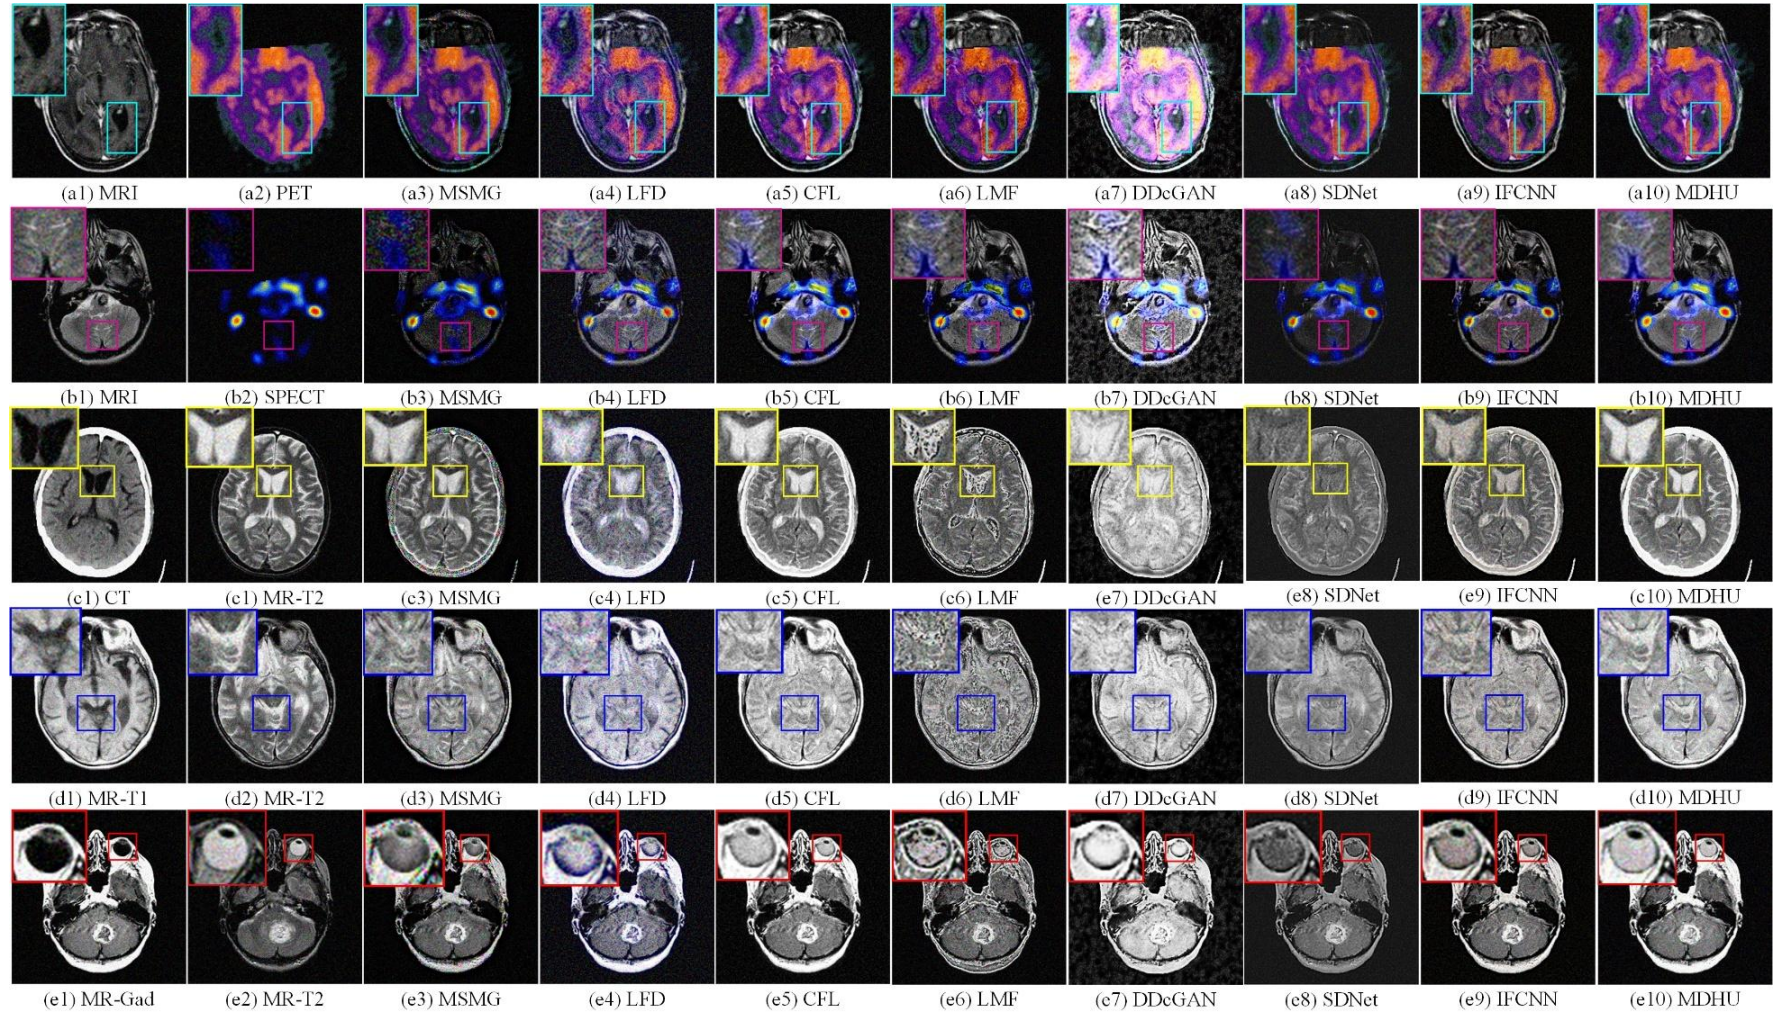 (a1) MRI (a2) PET (a3) MSMG (a4) LFD (a5) CFL (a6) LMF (a7) DDcGAN (a8) SDNet (a9) IFCNN (a10) MDHU
(b1) MRI (b2) SPECT (b3) MSMG (b4) LFD (b5) CFL (b6) LMF (b7) DDcGAN (b8) SDNet (b9) IFCNN (b10) MDHU
(c1) CT (c1) MR-T2 (c3) MSMG (c4) LFD (c5) CFL (c6) LMF (e7) DDcGAN (e8) SDNet (e9) IFCNN (c10) MDHU
(d1) MR-T1 (d2) MR-T2 (d3) MSMG (d4) LFD (d5) CFL (d6) LMF (d7) DDcGAN (d8) SDNet (d9) IFCNN (d10) MDHU
(e1) MR-Gad (e2) MR-T2 (e3) MSMG (e4) LFD (e5) CFL (e6) LMF (e7) DDcGAN (e8) SDNet (e9) IFCNN (e10) MDHU